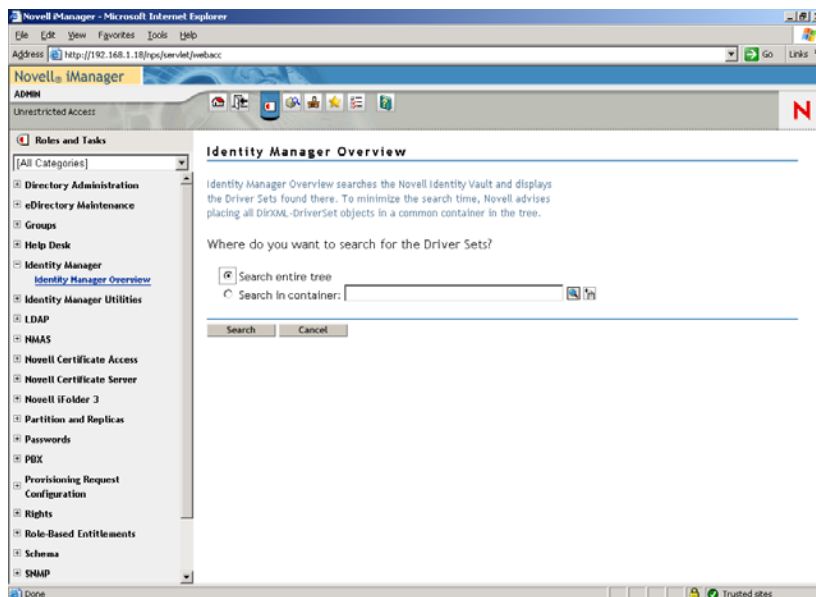 Novell iManager - Microsoft Internet Explorer
File Edit View Favorites Tools Help
Address http://192.168.1.18/nps/servlet/webacc Go Links
Novell® iManager
ADMIN
Unrestricted Access
N
Roles and Tasks
[All Categories]
Directory Administration
eDirectory Maintenance
Groups
Help Desk
Identity Manager
Identity Manager Overview
Identity Manager Utilities
LDAP
NMAS
Novell Certificate Access
Novell Certificate Server
Novell iFolder 3
Partition and Replicas
Passwords
PBX
Provisioning Request
Configuration
Rights
Role-Based Entitlements
Schema
SNMP
Identity Manager Overview
Identity Manager Overview searches the Novell Identity Vault and displays
the Driver Sets found there. To minimize the search time, Novell advises
placing all DirXML-DriverSet objects in a common container in the tree.
Where do you want to search for the Driver Sets?
Search entire tree
Search in container:
Search Cancel
Done Trusted sites